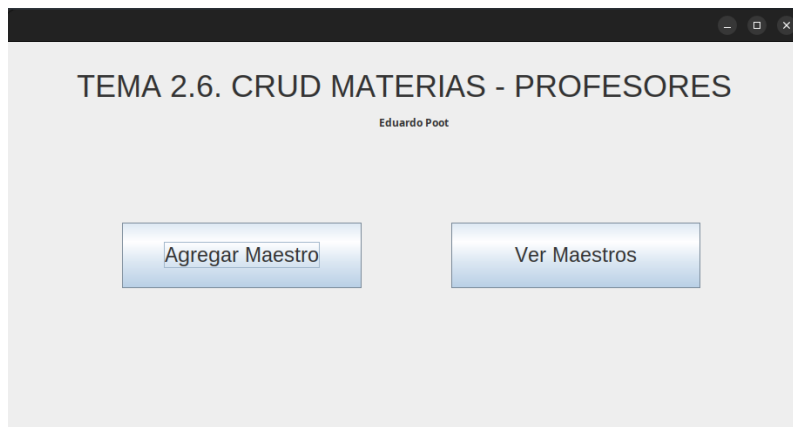 TEMA 2.6. CRUD MATERIAS - PROFESORES
Eduardo Poot
Agregar Maestro
Ver Maestros